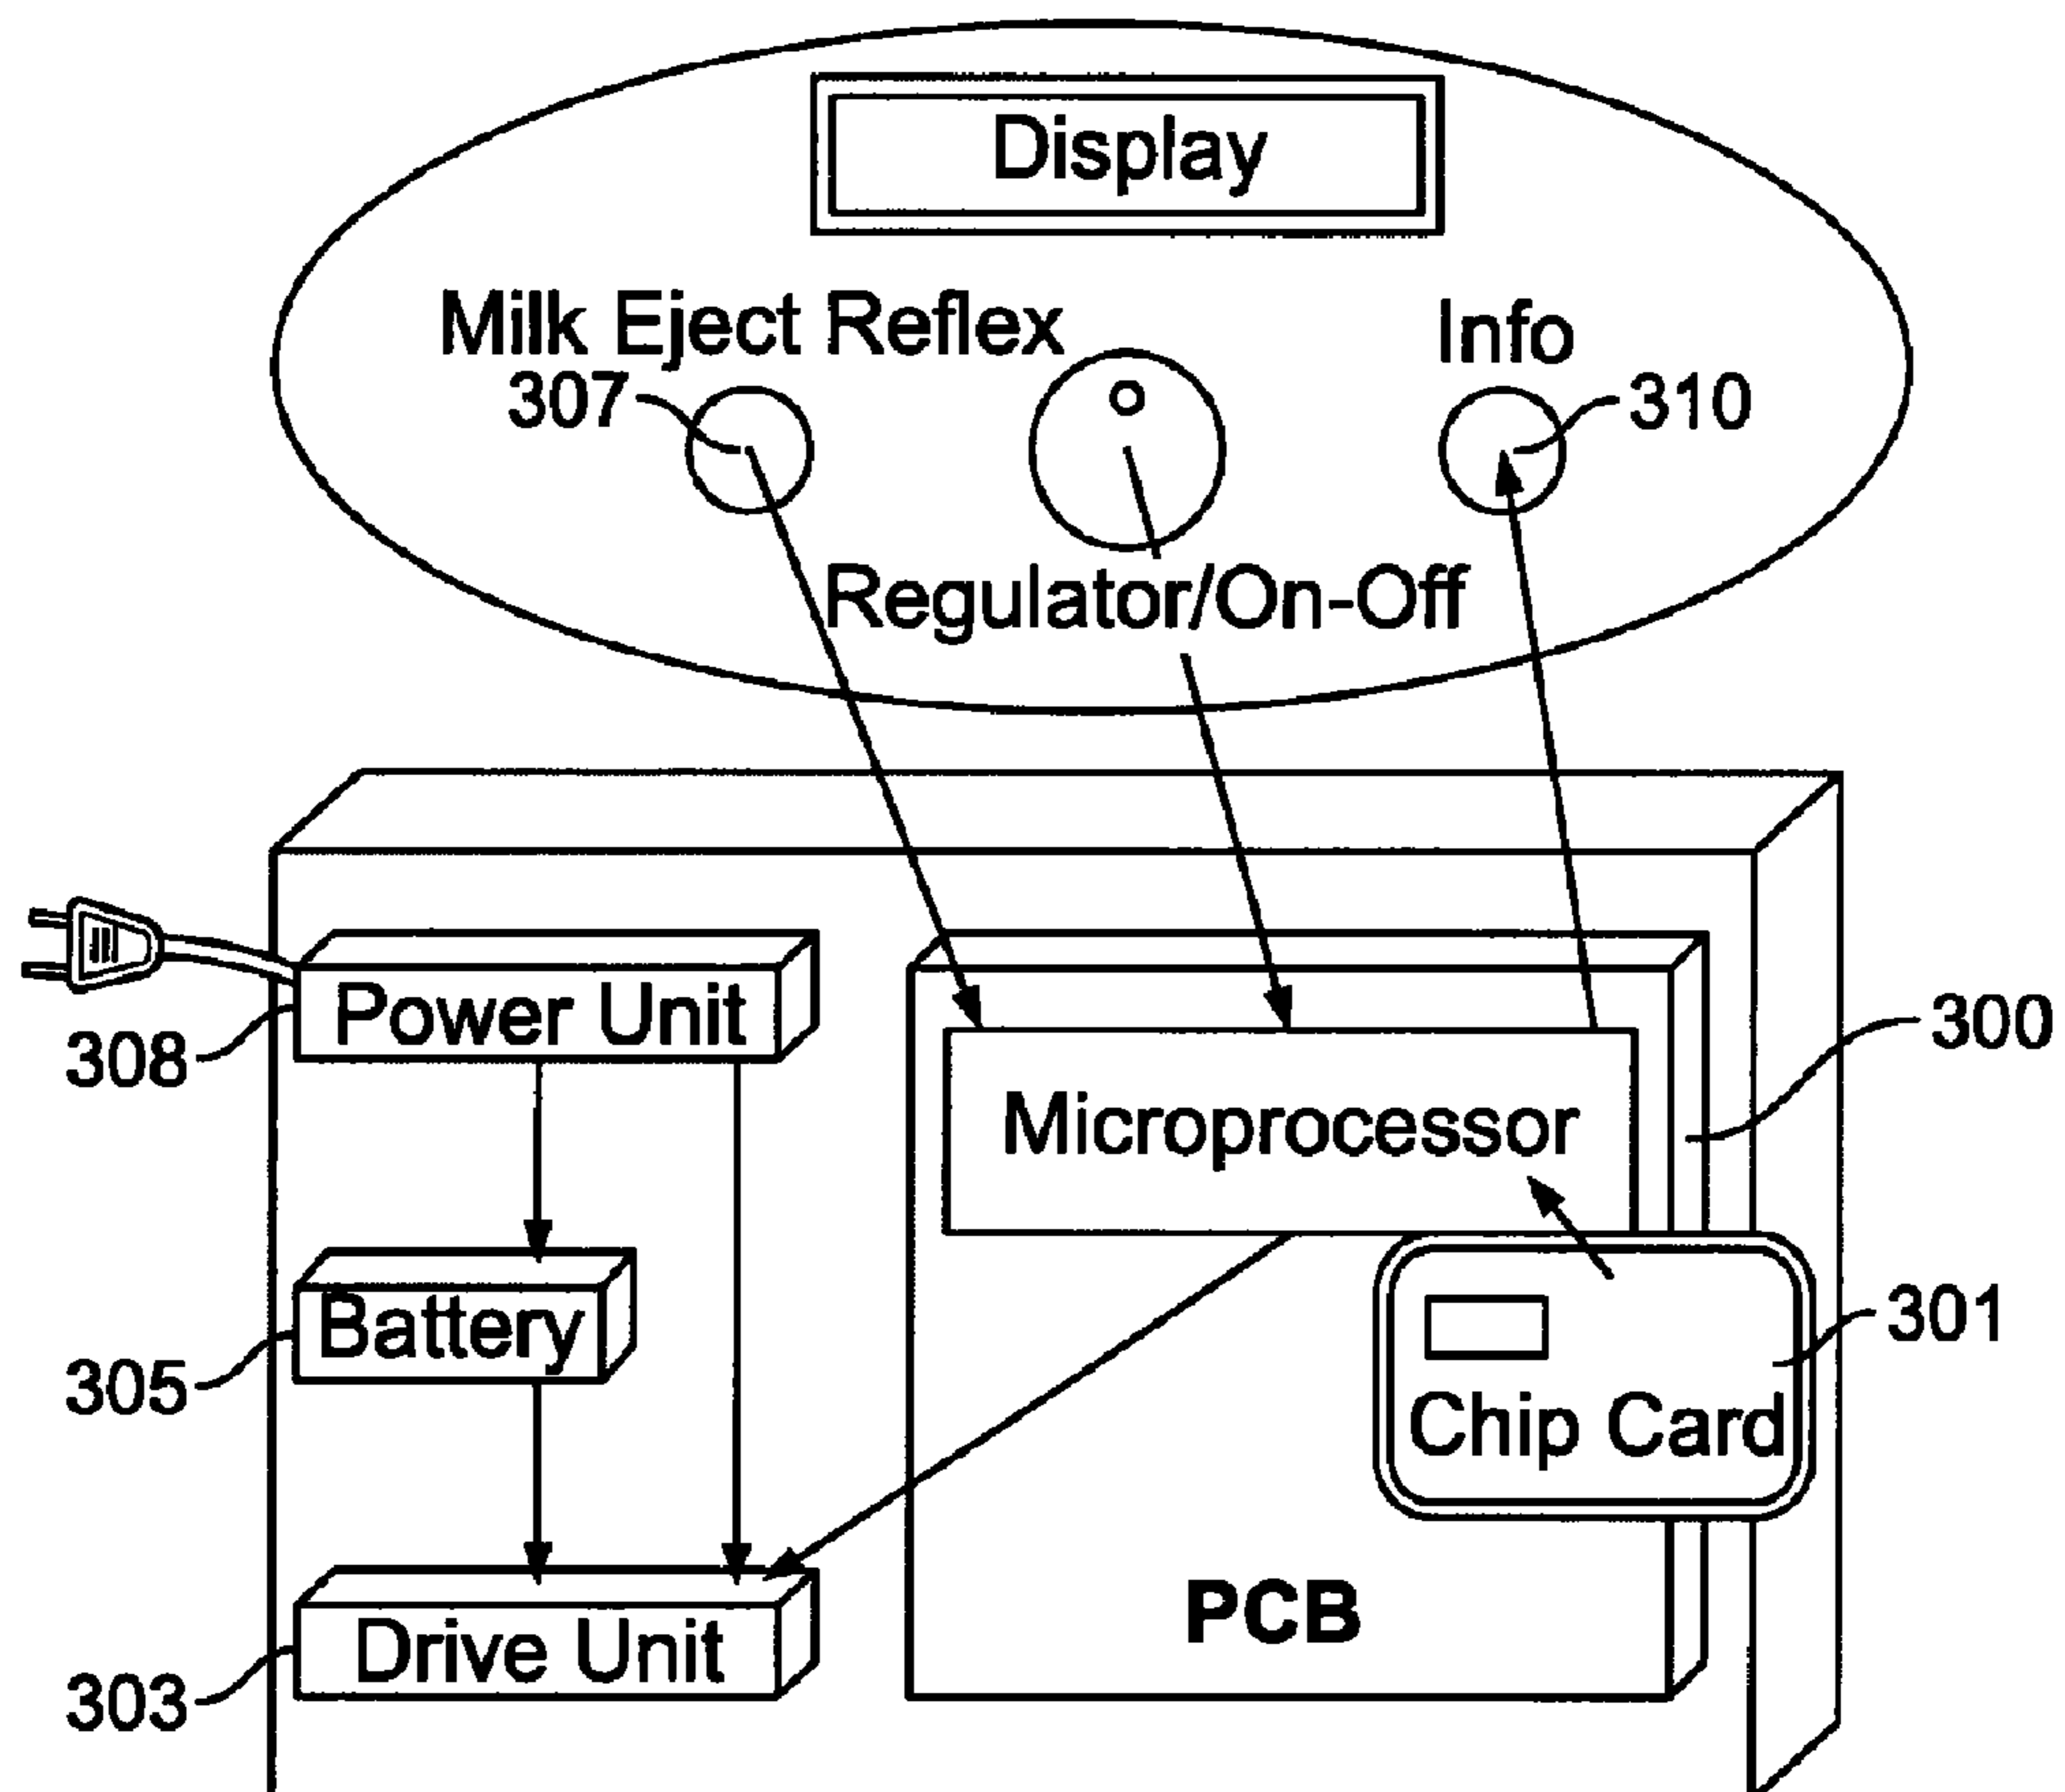 Display
Milk Eject Reflex
Info
307
310
Regulator/On-Off
Power Unit
308
300
Microprocessor
Battery
305
301
Chip Card
PCB
Drive Unit
303